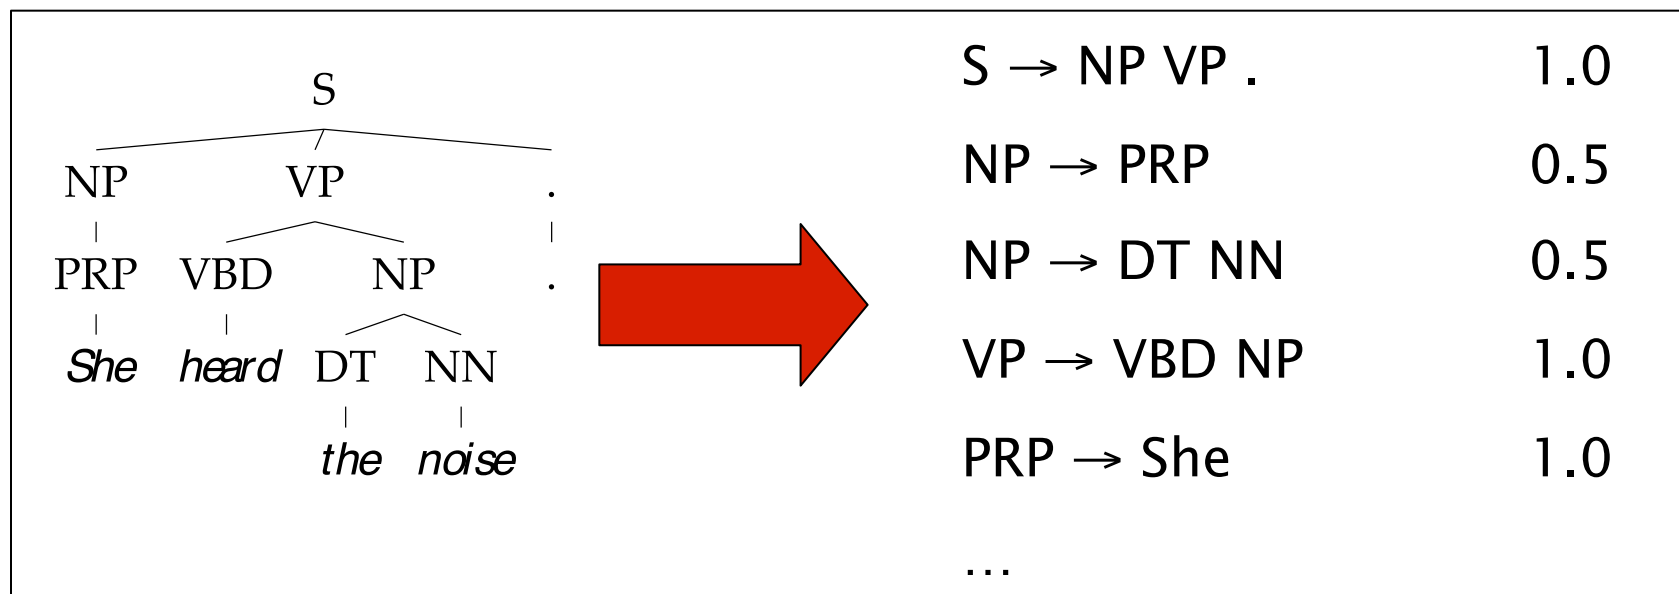 S
NP VP .
PRP VBD NP .
She heard DT NN
the noise
S → NP VP . 1.0
NP → PRP 0.5
NP → DT NN 0.5
VP → VBD NP 1.0
PRP → She 1.0
…